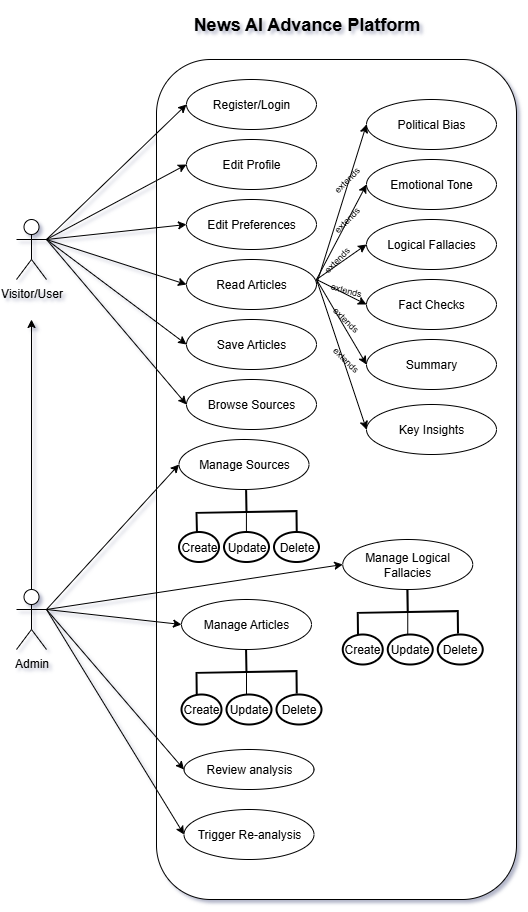 News AI Advance Platform
Register/Login
Political Bias
Edit Profile
extends
Emotional Tone
Edit Preferences
extends
Logical Fallacies
extends
Visitor/User
Read Articles
extends
Fact Checks
Save Articles
extends
Summary
extends
Browse Sources
Key Insights
Manage Sources
Create
Update
Delete
Manage Logical
Fallacies
Admin
Manage Articles
Create
Update
Delete
Create
Update
Delete
Review analysis
Trigger Re-analysis